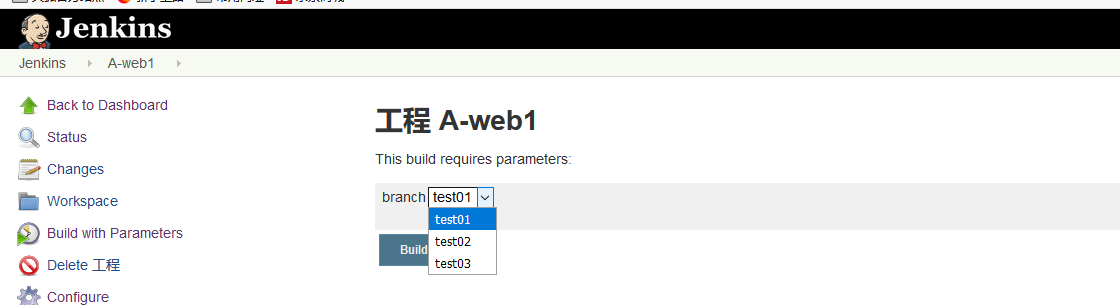 Jenkins
Jenkins A-web1
Back to Dashboard
Status
Changes
Workspace
Build with Parameters
Delete 工程
Configure
工程 A-web1
This build requires parameters:
branch test01
test01
test02
test03
Build